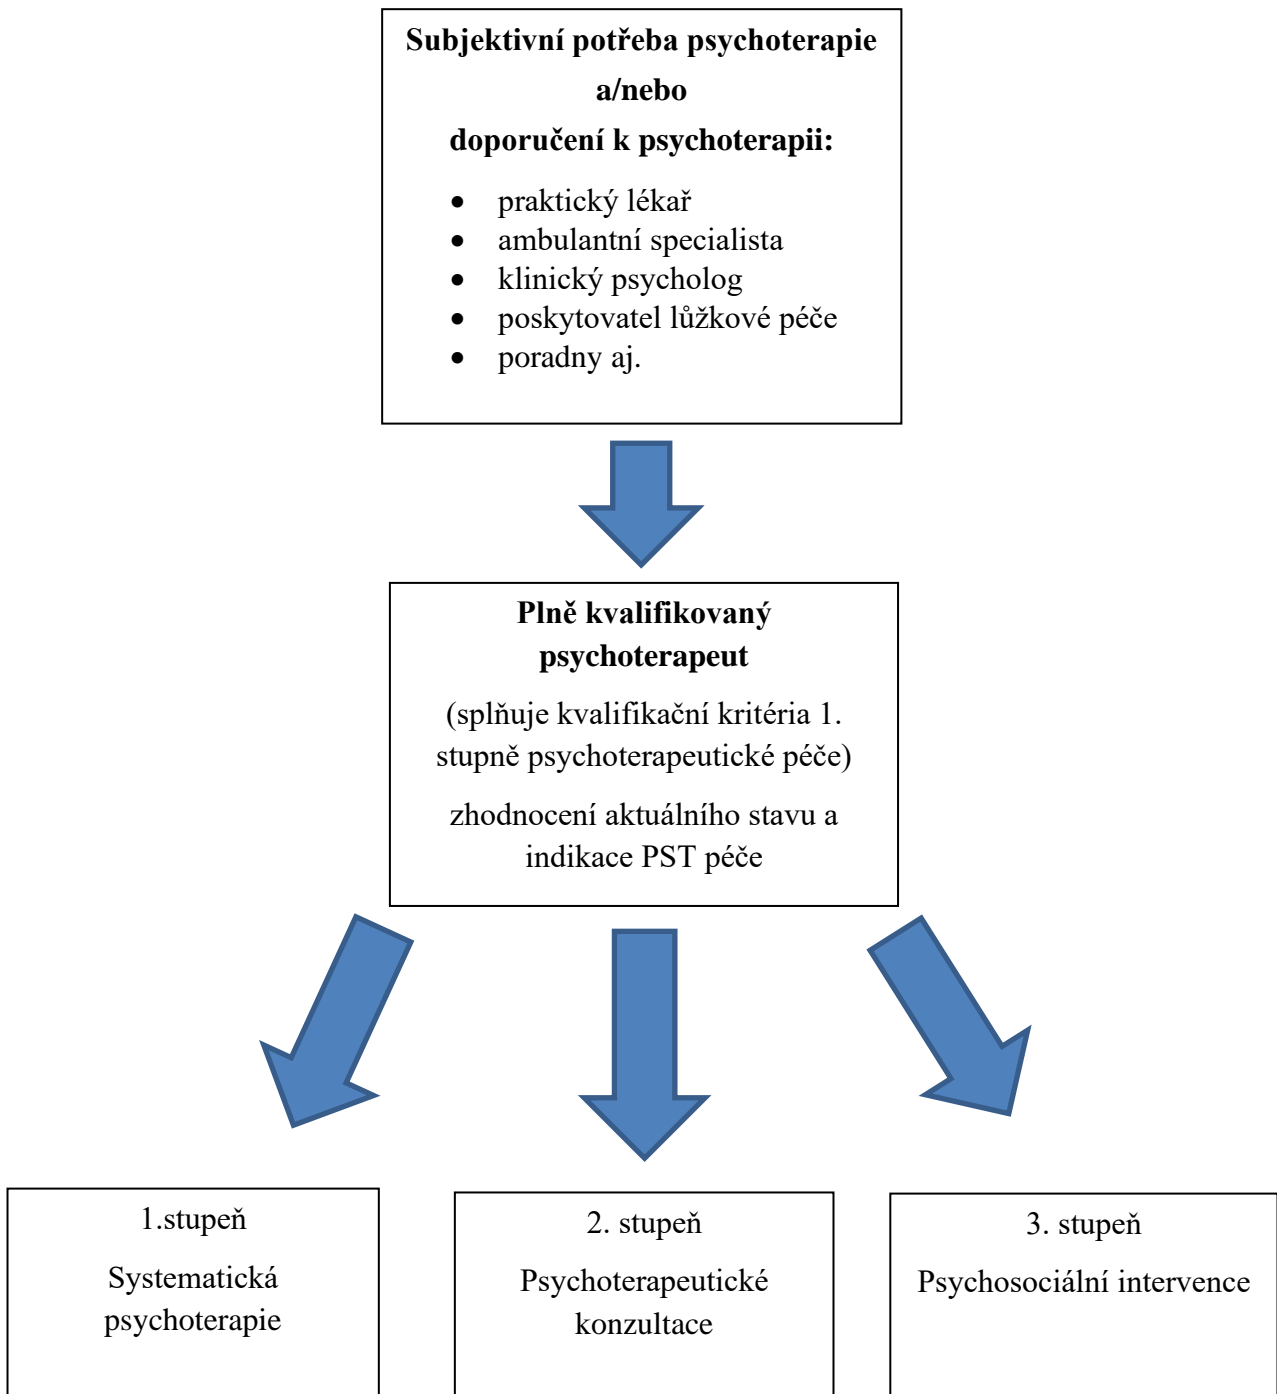 Subjektivní potřeba psychoterapie
a/nebo
doporučení k psychoterapii:
• praktický lékař
• ambulantní specialista
• klinický psycholog
• poskytovatel lůžkové péče
• poradny aj.
Plně kvalifikovaný
psychoterapeut
(splňuje kvalifikační kritéria 1.
stupně psychoterapeutické péče)
zhodnocení aktuálního stavu a
indikace PST péče
1.stupeň
Systematická
psychoterapie
2. stupeň
Psychoterapeutické
konzultace
3. stupeň
Psychosociální intervence